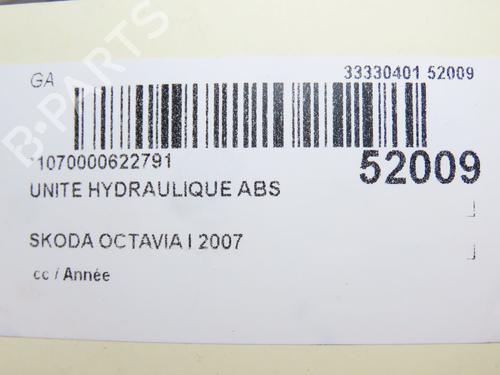 GA
33330401 52009
*1070000622791
52009
UNITE HYDRAULIQUE ABS
SKODA OCTAVIA I 2007
cc / Année
B-PARTS